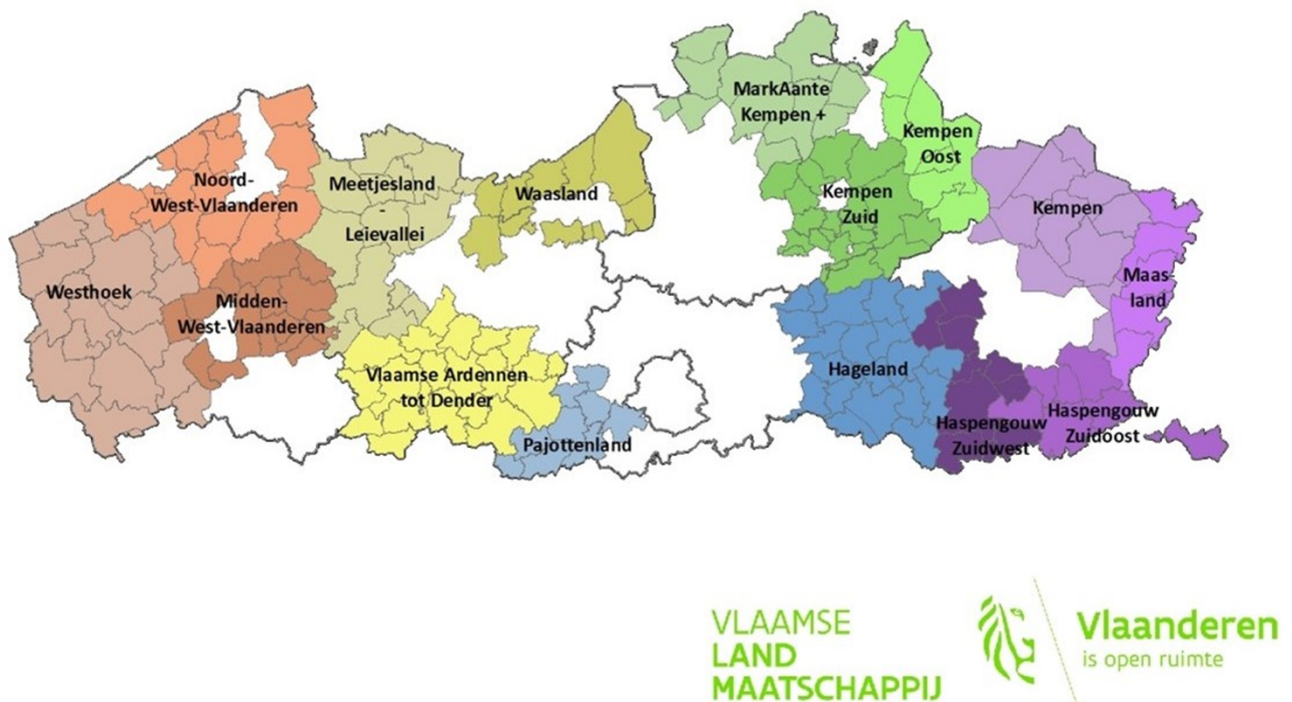 MarkAante
Kempen +
Kempen
Oost
Noord-
West-Vlaanderen
Meetjesland
-
Leievallei
Waasland
Kempen
Zuid
Kempen
Westhoek
Midden-
West-Vlaanderen
Maas-
land
Vlaamse Ardennen
tot Dender
Hageland
Pajottenland
Haspengouw
Zuidwest
Haspengouw
Zuidoost
VLAAMSE
LAND
MAATSCHAPPIJ
Vlaanderen
is open ruimte